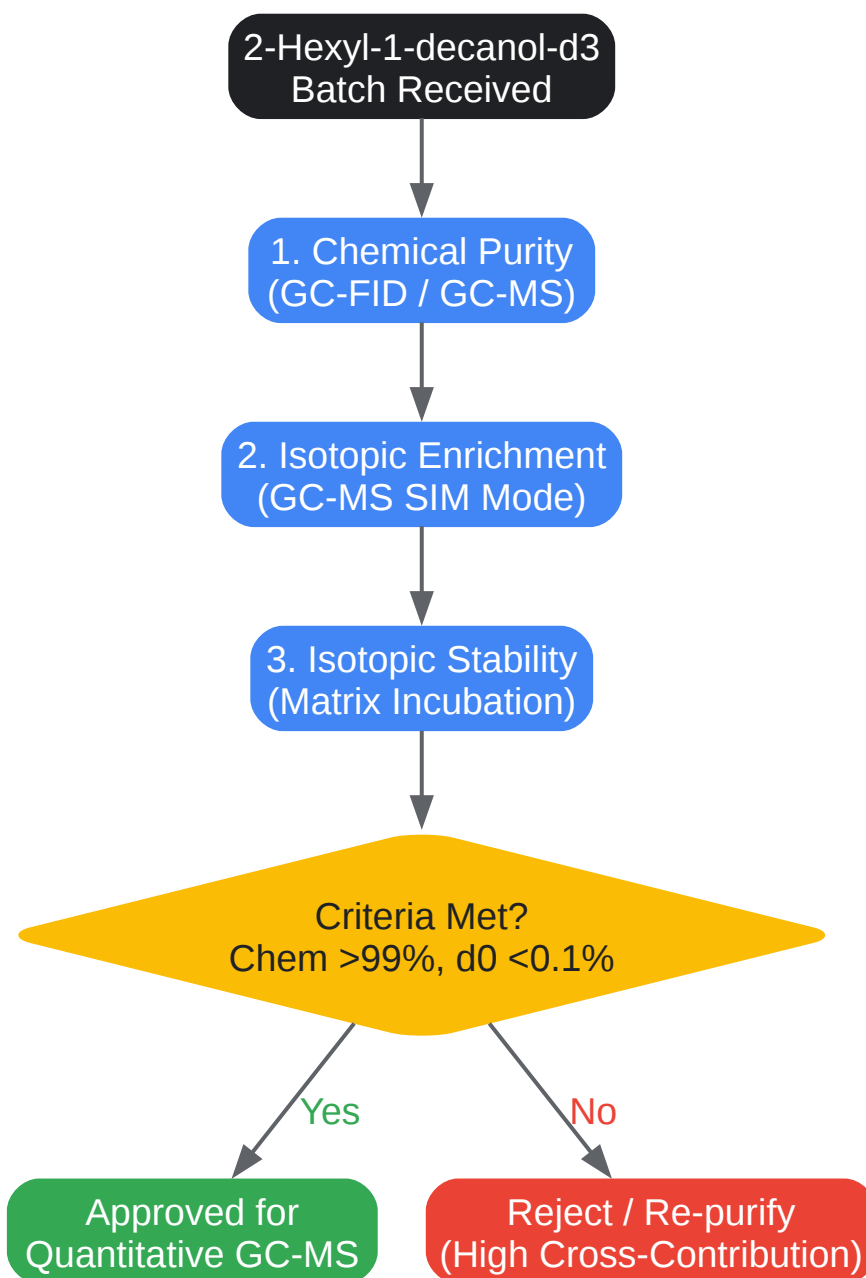 2-Hexyl-1-decanol-d3
Batch Received
1. Chemical Purity
(GC-FID / GC-MS)
2. Isotopic Enrichment
(GC-MS SIM Mode)
3. Isotopic Stability
(Matrix Incubation)
Criteria Met?
Chem >99%, d0 <0.1%
Yes
No
Approved for
Quantitative GC-MS
Reject / Re-purify
(High Cross-Contribution)